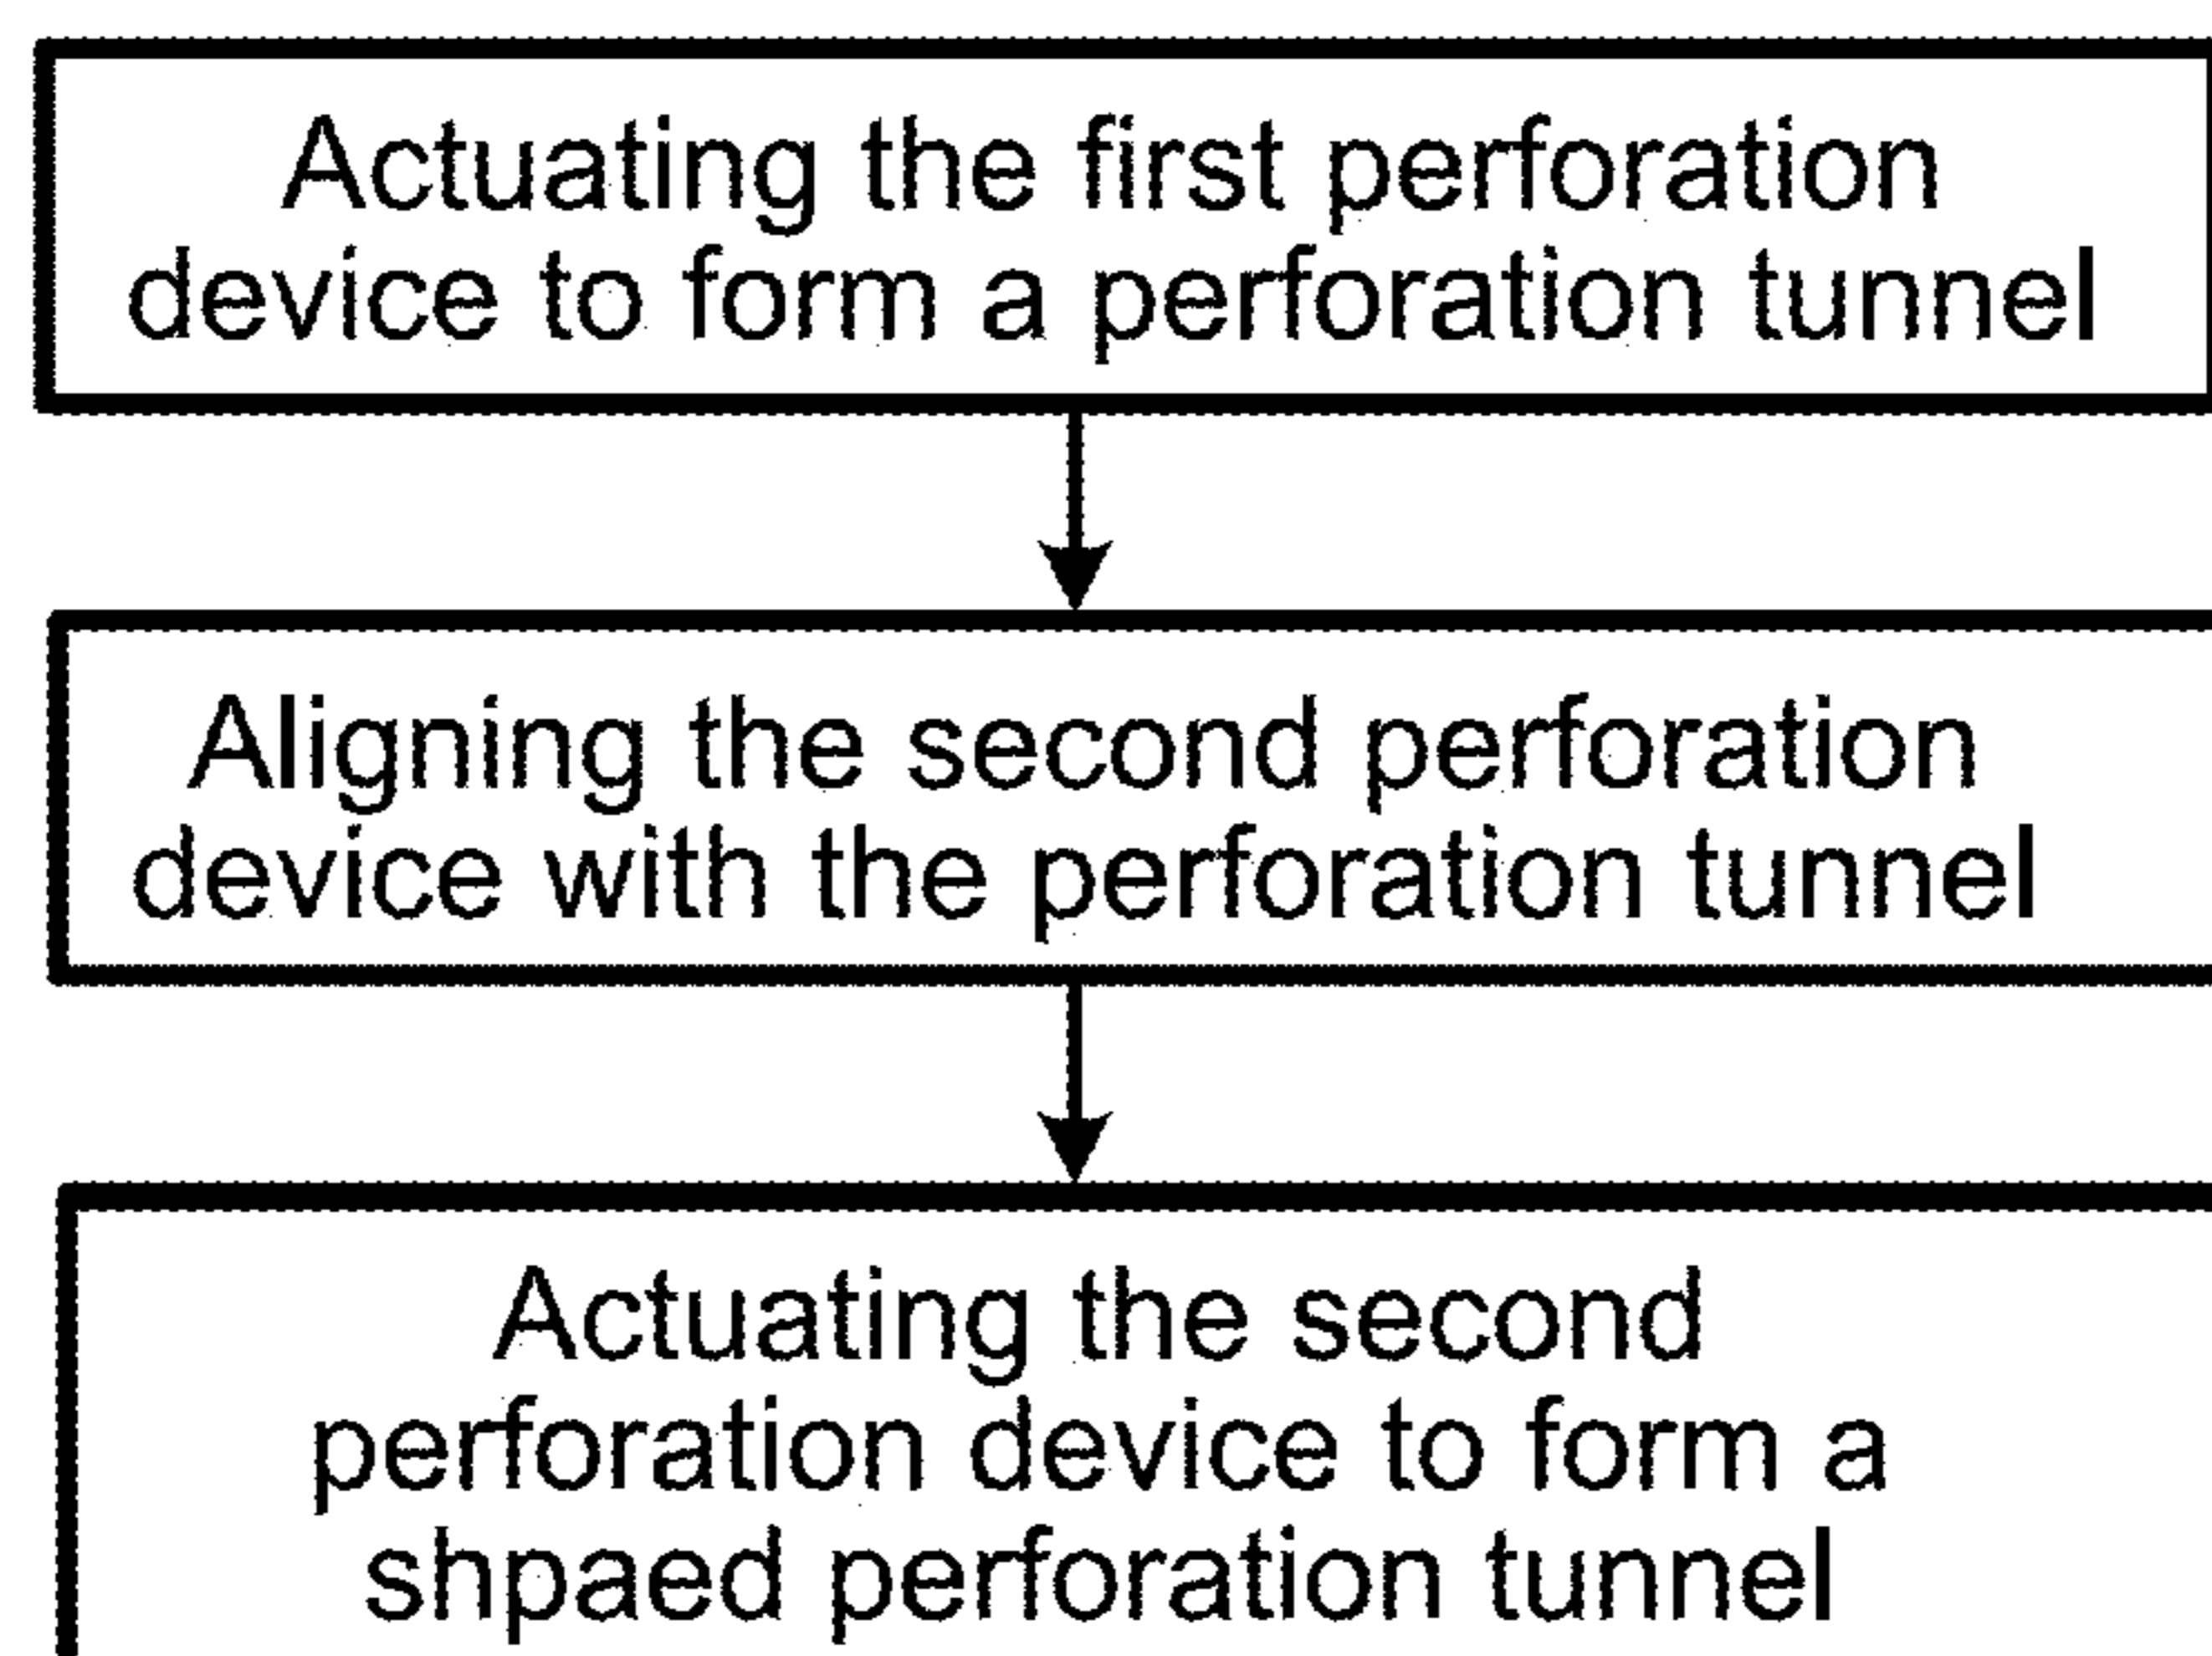 Actuating the first perforation
device to form a perforation tunnel
Aligning the second perforation
device with the perforation tunnel
Actuating the second
perforation device to form a
shpaed perforation tunnel